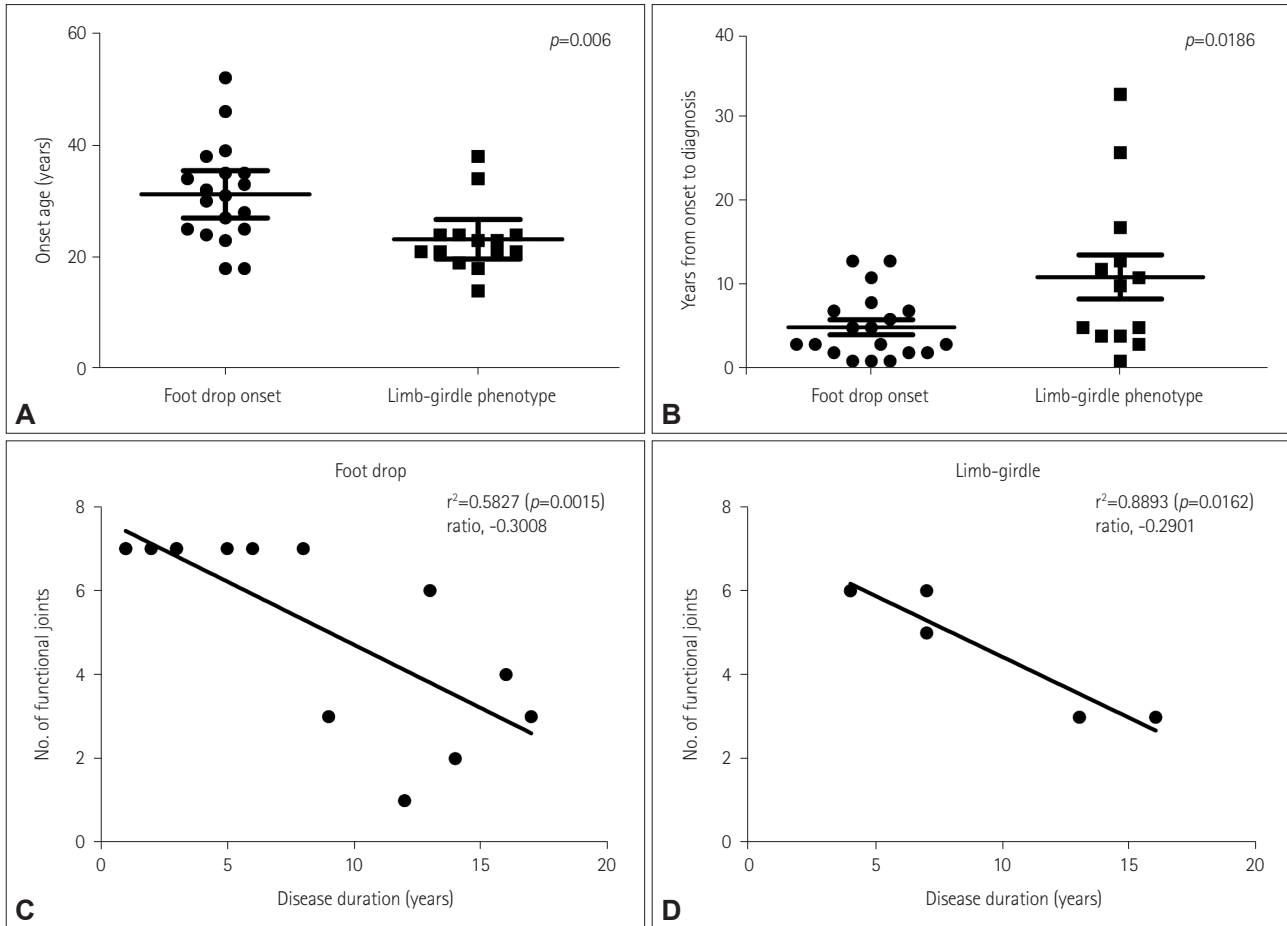 60
40
20
0
Onset age (years)
p=0.006
Foot drop onset
Limb-girdle phenotype
A
40
30
20
10
0
Years from onset to diagnosis
p=0.0186
Foot drop onset
Limb-girdle phenotype
B
Foot drop
r²=0.5827 (p=0.0015)
ratio, -0.3008
8
6
4
2
0
No. of functional joints
0 5 10 15 20
Disease duration (years)
C
Limb-girdle
r²=0.8893 (p=0.0162)
ratio, -0.2901
8
6
4
2
0
No. of functional joints
0 5 10 15 20
Disease duration (years)
D